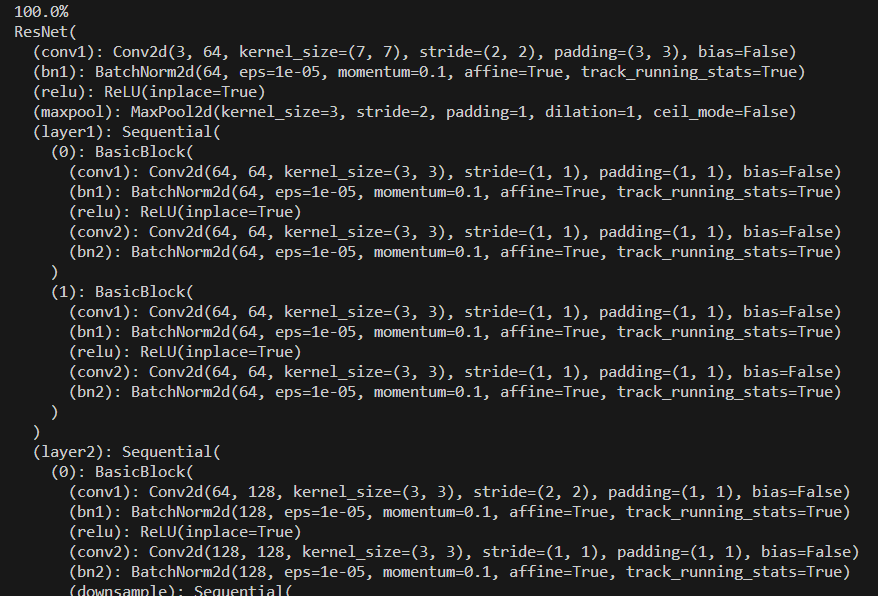 100.0%
ResNet(
  (conv1): Conv2d(3, 64, kernel_size=(7, 7), stride=(2, 2), padding=(3, 3), bias=False)
  (bn1): BatchNorm2d(64, eps=1e-05, momentum=0.1, affine=True, track_running_stats=True)
  (relu): ReLU(inplace=True)
  (maxpool): MaxPool2d(kernel_size=3, stride=2, padding=1, dilation=1, ceil_mode=False)
  (layer1): Sequential(
    (0): BasicBlock(
      (conv1): Conv2d(64, 64, kernel_size=(3, 3), stride=(1, 1), padding=(1, 1), bias=False)
      (bn1): BatchNorm2d(64, eps=1e-05, momentum=0.1, affine=True, track_running_stats=True)
      (relu): ReLU(inplace=True)
      (conv2): Conv2d(64, 64, kernel_size=(3, 3), stride=(1, 1), padding=(1, 1), bias=False)
      (bn2): BatchNorm2d(64, eps=1e-05, momentum=0.1, affine=True, track_running_stats=True)
    )
    (1): BasicBlock(
      (conv1): Conv2d(64, 64, kernel_size=(3, 3), stride=(1, 1), padding=(1, 1), bias=False)
      (bn1): BatchNorm2d(64, eps=1e-05, momentum=0.1, affine=True, track_running_stats=True)
      (relu): ReLU(inplace=True)
      (conv2): Conv2d(64, 64, kernel_size=(3, 3), stride=(1, 1), padding=(1, 1), bias=False)
      (bn2): BatchNorm2d(64, eps=1e-05, momentum=0.1, affine=True, track_running_stats=True)
    )
  )
  (layer2): Sequential(
    (0): BasicBlock(
      (conv1): Conv2d(64, 128, kernel_size=(3, 3), stride=(2, 2), padding=(1, 1), bias=False)
      (bn1): BatchNorm2d(128, eps=1e-05, momentum=0.1, affine=True, track_running_stats=True)
      (relu): ReLU(inplace=True)
      (conv2): Conv2d(128, 128, kernel_size=(3, 3), stride=(1, 1), padding=(1, 1), bias=False)
      (bn2): BatchNorm2d(128, eps=1e-05, momentum=0.1, affine=True, track_running_stats=True)
      (downsample): Sequential(